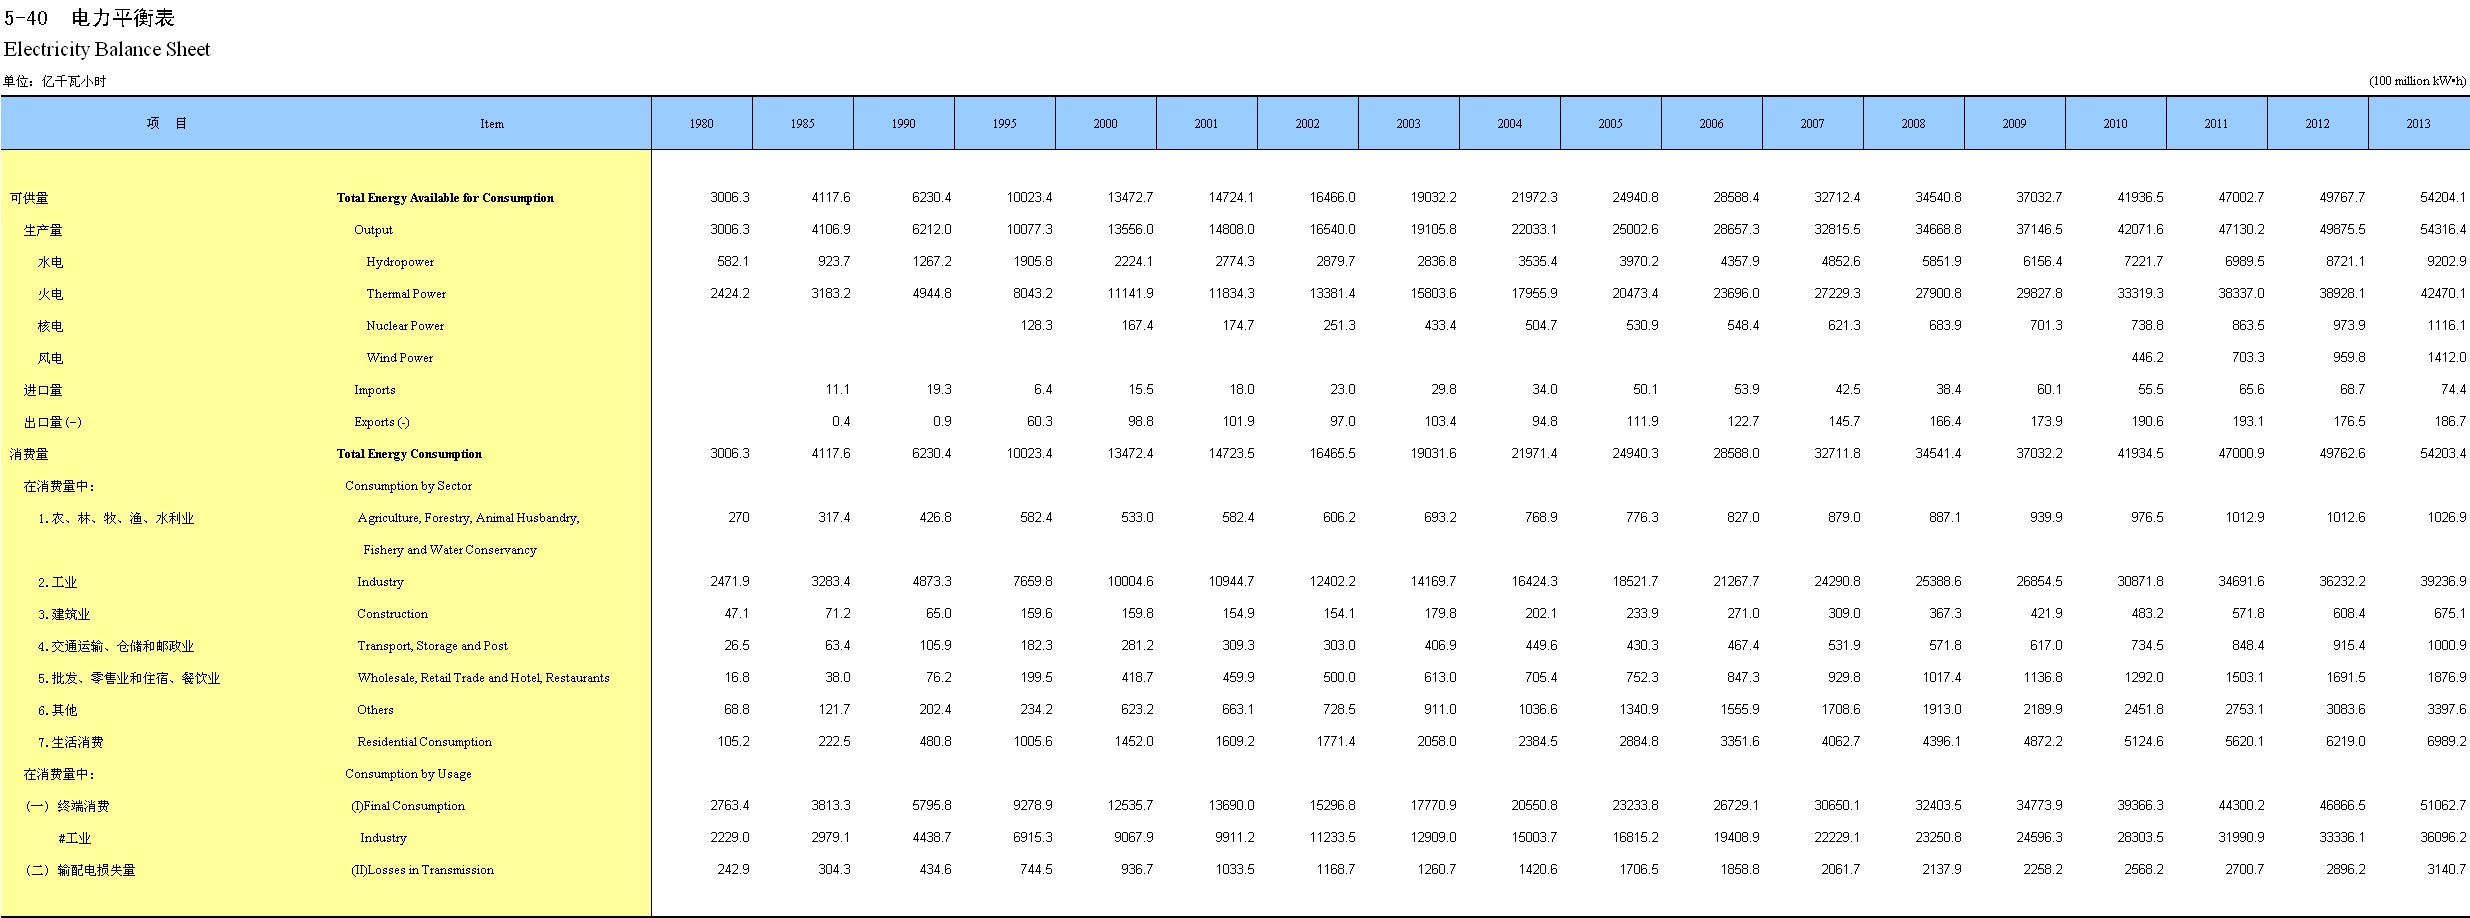 5-40 电力平衡表
Electricity Balance Sheet
单位：亿千瓦小时 (100 million kW•h)
项 目 Item 1980 1985 1990 1995 2000 2001 2002 2003 2004 2005 2006 2007 2008 2009 2010 2011 2012 2013
可供量 Total Energy Available for Consumption 3006.3 4117.6 6230.4 10023.4 13472.7 14724.1 16466.0 19032.2 21972.3 24940.8 28588.4 32712.4 34540.8 37032.7 41936.5 47002.7 49767.7 54204.1
生产量 Output 3006.3 4106.9 6212.0 10077.3 13556.0 14808.0 16540.0 19105.8 22033.1 25002.6 28657.3 32815.5 34668.8 37146.5 42071.6 47130.2 49875.5 54316.4
水电 Hydropower 582.1 923.7 1267.2 1905.8 2224.1 2774.3 2879.7 2836.8 3535.4 3970.2 4357.9 4852.6 5851.9 6156.4 7221.7 6989.5 8721.1 9202.9
火电 Thermal Power 2424.2 3183.2 4944.8 8043.2 11141.9 11834.3 13381.4 15803.6 17955.9 20473.4 23696.0 27229.3 27900.8 29827.8 33319.3 38337.0 38928.1 42470.1
核电 Nuclear Power 128.3 167.4 174.7 251.3 433.4 504.7 530.9 548.4 621.3 683.9 701.3 738.8 863.5 973.9 1116.1
风电 Wind Power 446.2 703.3 959.8 1412.0
进口量 Imports 11.1 19.3 6.4 15.5 18.0 23.0 29.8 34.0 50.1 53.9 42.5 38.4 60.1 55.5 65.6 68.7 74.4
出口量(-) Exports (-) 0.4 0.9 60.3 98.8 101.9 97.0 103.4 94.8 111.9 122.7 145.7 166.4 173.9 190.6 193.1 176.5 186.7
消费量 Total Energy Consumption 3006.3 4117.6 6230.4 10023.4 13472.4 14723.5 16465.5 19031.6 21971.4 24940.3 28588.0 32711.8 34541.4 37032.2 41934.5 47000.9 49762.6 54203.4
在消费量中: Consumption by Sector
1.农、林、牧、渔、水利业 Agriculture, Forestry, Animal Husbandry, 270 317.4 426.8 582.4 533.0 582.4 606.2 693.2 768.9 776.3 827.0 879.0 887.1 939.9 976.5 1012.9 1012.6 1026.9
Fishery and Water Conservancy
2.工业 Industry 2471.9 3283.4 4873.3 7659.8 10004.6 10944.7 12402.2 14169.7 16424.3 18521.7 21267.7 24290.8 25388.6 26854.5 30871.8 34691.6 36232.2 39236.9
3.建筑业 Construction 47.1 71.2 65.0 159.6 159.8 154.9 154.1 179.8 202.1 233.9 271.0 309.0 367.3 421.9 483.2 571.8 608.4 675.1
4.交通运输、仓储和邮政业 Transport, Storage and Post 26.5 63.4 105.9 182.3 281.2 309.3 303.0 406.9 449.6 430.3 467.4 531.9 571.8 617.0 734.5 848.4 915.4 1000.9
5.批发、零售业和住宿、餐饮业 Wholesale, Retail Trade and Hotel, Restaurants 16.8 38.0 76.2 199.5 418.7 459.9 500.0 613.0 705.4 752.3 847.3 929.8 1017.4 1136.8 1292.0 1503.1 1691.5 1876.9
6.其他 Others 68.8 121.7 202.4 234.2 623.2 663.1 728.5 911.0 1036.6 1340.9 1555.9 1708.6 1913.0 2189.9 2451.8 2753.1 3083.6 3397.6
7.生活消费 Residential Consumption 105.2 222.5 480.8 1005.6 1452.0 1609.2 1771.4 2058.0 2384.5 2884.8 3351.6 4062.7 4396.1 4872.2 5124.6 5620.1 6219.0 6989.2
在消费量中: Consumption by Usage
(一) 终端消费 (I)Final Consumption 2763.4 3813.3 5795.8 9278.9 12535.7 13690.0 15296.8 17770.9 20550.8 23233.8 26729.1 30650.1 32403.5 34773.9 39366.3 44300.2 46866.5 51062.7
#工业 Industry 2229.0 2979.1 4438.7 6915.3 9067.9 9911.2 11233.5 12909.0 15003.7 16815.2 19408.9 22229.1 23250.8 24596.3 28303.5 31990.9 33336.1 36096.2
(二) 输配电损失量 (II)Losses in Transmission 242.9 304.3 434.6 744.5 936.7 1033.5 1168.7 1260.7 1420.6 1706.5 1858.8 2061.7 2137.9 2258.2 2568.2 2700.7 2896.2 3140.7